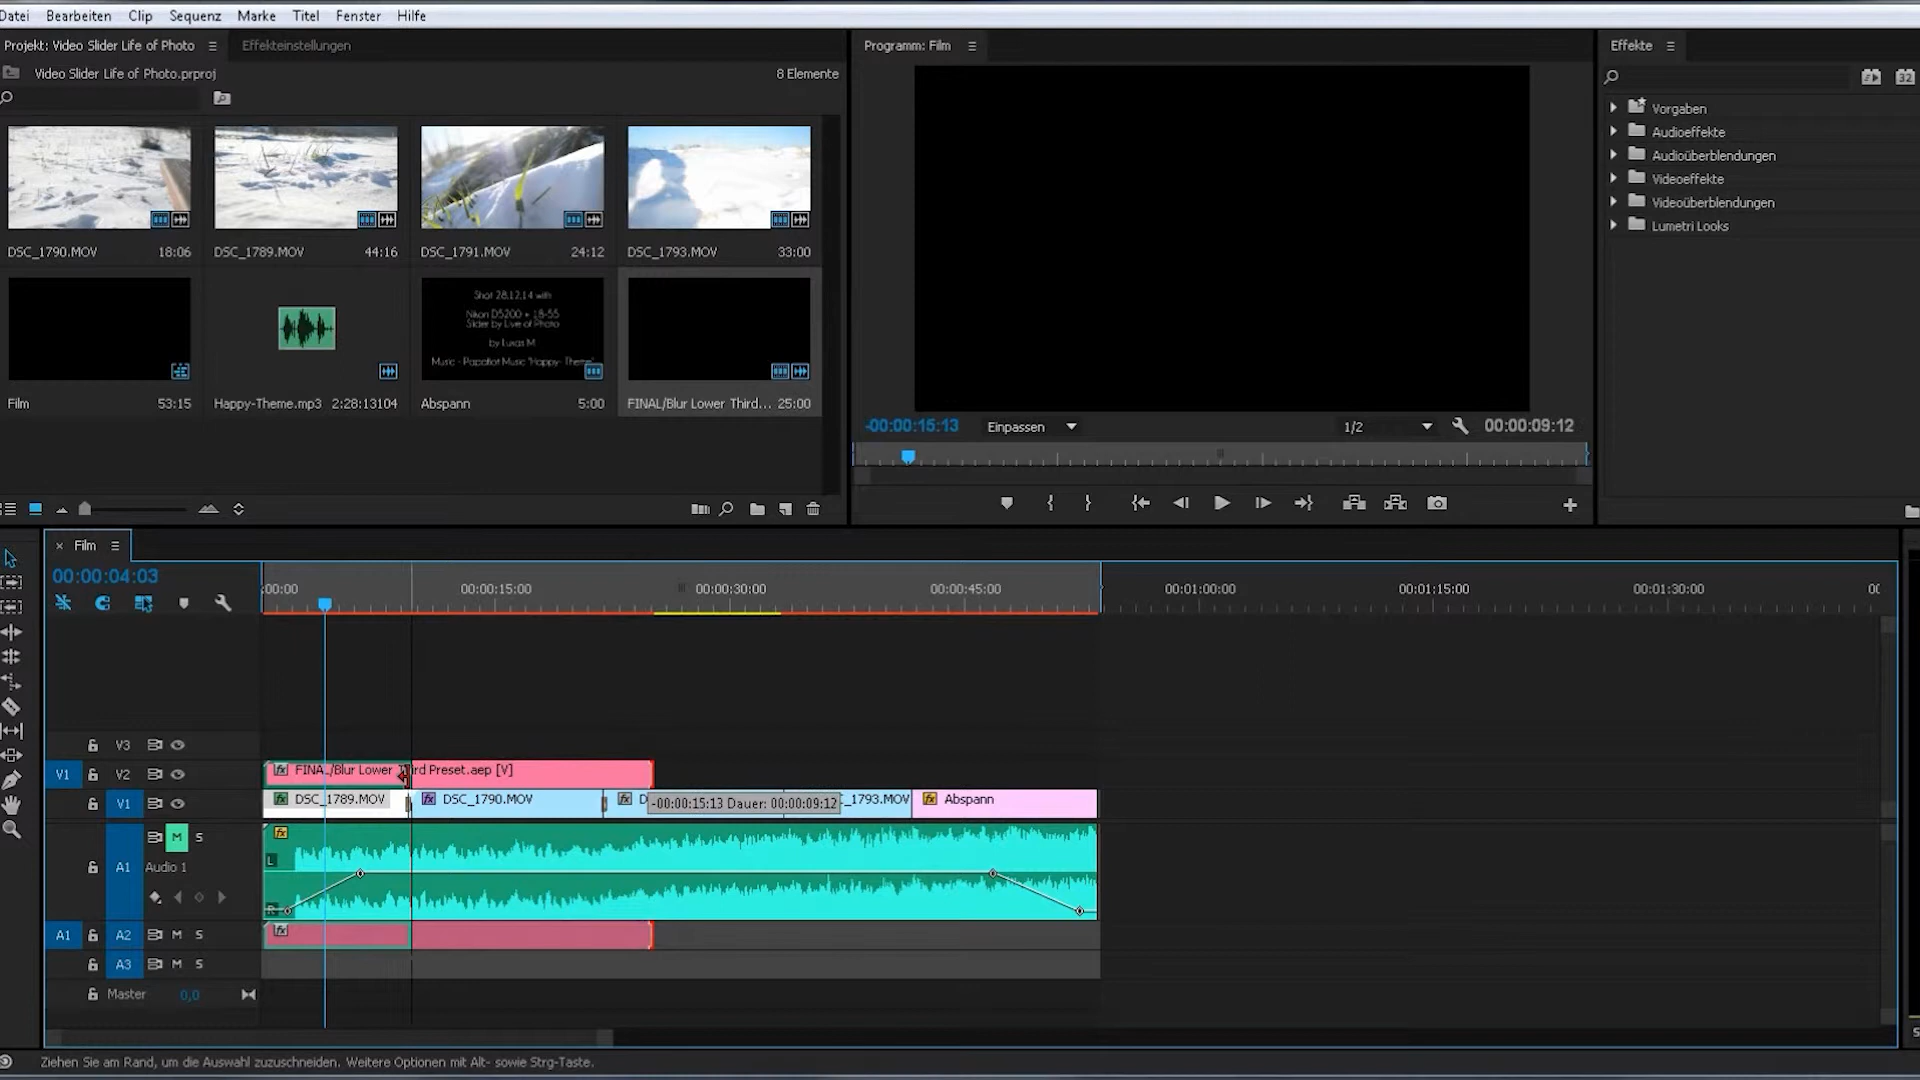 Datei Bearbeiten Clip Sequenz Marke Titel Fenster Hilfe
Projekt: Video Slider Life of Photo
Effekteinstellungen
Video Slider Life of Photo.prproj
8 Elemente
DSC_1790.MOV 18:06
DSC_1789.MOV 44:16
DSC_1791.MOV 24:12
DSC_1793.MOV 33:00
Shot 28.12.14 with
Nikon D5200 + 18-55
Slider by Live of Photo
by Lukas M
Music - Papaflot Music "Happy- Theme"
Film 53:15
Happy-Theme.mp3 2:28:13104
Abspann 5:00
FINAL/Blur Lower Third... 25:00
Programm: Film
-00:00:15:13
Einpassen
1/2
00:00:09:12
Effekte
32
Vorgaben
Audioeffekte
Audioüberblendungen
Videoeffekte
Videoüberblendungen
Lumetri Looks
× Film
00:00:04:03
:00:00 00:00:15:00 00:00:30:00 00:00:45:00 00:01:00:00 00:01:15:00 00:01:30:00 00
V3
V1 V2
FINAL/Blur Lower Third Preset.aep [V]
V1
DSC_1789.MOV
DSC_1790.MOV
D
-00:00:15:13 Dauer: 00:00:09:12
C_1793.MOV
Abspann
M S
L
A1 Audio 1
R
A1 A2 M S
A3 M S
Master 0,0
Ziehen Sie am Rand, um die Auswahl zuzuschneiden. Weitere Optionen mit Alt- sowie Strg-Taste.